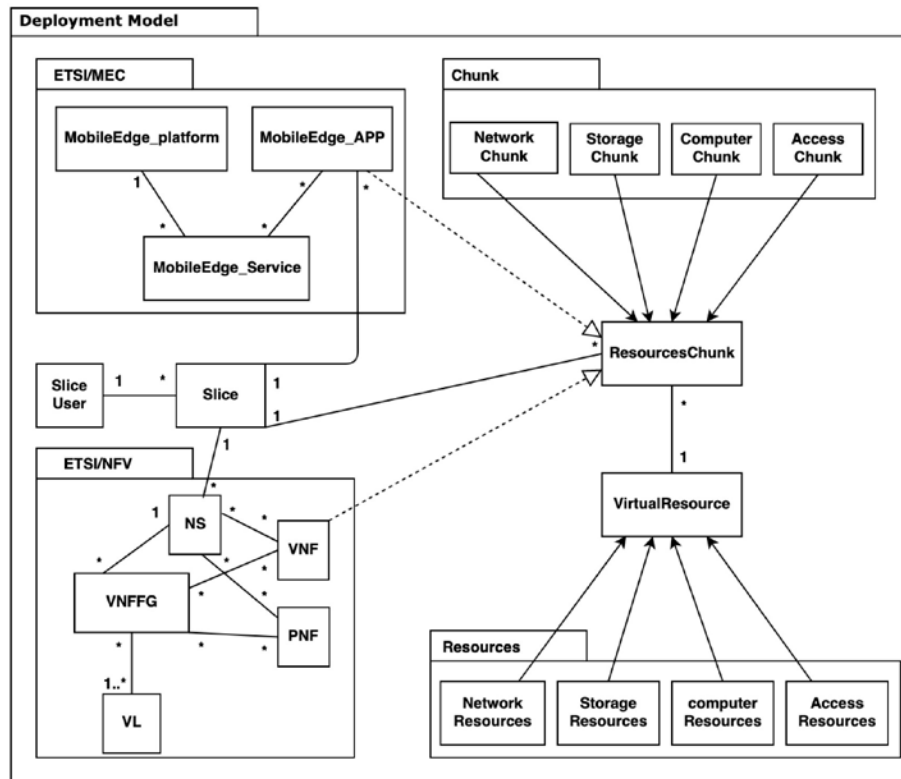 Deployment Model
ETSI/MEC
MobileEdge_platform
MobileEdge_APP
1
*
*
*
*
MobileEdge_Service
Chunk
Network
Chunk
Storage
Chunk
Computer
Chunk
Access
Chunk
ResourcesChunk
*
*
1
VirtualResource
Slice
User
1
*
Slice
1
1
1
*
ETSI/NFV
NS
1
*
*
*
VNF
*
*
*
*
VNFFG
*
*
*
PNF
*
1..*
VL
Resources
Network
Resources
Storage
Resources
computer
Resources
Access
Resources